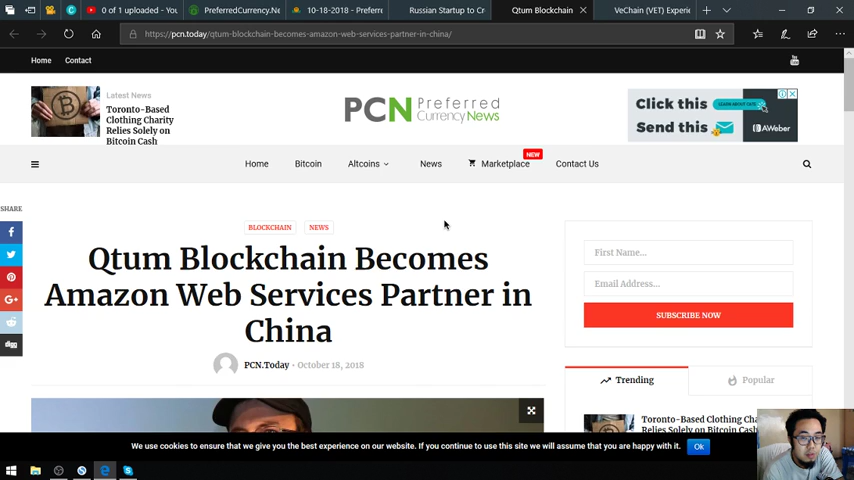 0 of 1 uploaded - You
PreferredCurrency.Ne
10-18-2018 - Preferre
Russian Startup to Cr
Qtum Blockchain
VeChain (VET) Experie
https://pcn.today/qtum-blockchain-becomes-amazon-web-services-partner-in-china/
Home
Contact
You
Tube
Latest News
Toronto-Based
Clothing Charity
Relies Solely on
Bitcoin Cash
PCN Preferred
Currency News
Click this
Send this
AWeber
NEW
Home
Bitcoin
Altcoins
News
Marketplace
Contact Us
SHARE
BLOCKCHAIN
NEWS
Qtum Blockchain Becomes
Amazon Web Services Partner in
China
PCN.Today - October 18, 2018
First Name...
Email Address...
SUBSCRIBE NOW
Trending
Popular
Toronto-Based Clothing Cha
We use cookies to ensure that we give you the best experience on our website. If you continue to use this site we will assume that you are happy with it.
Ok